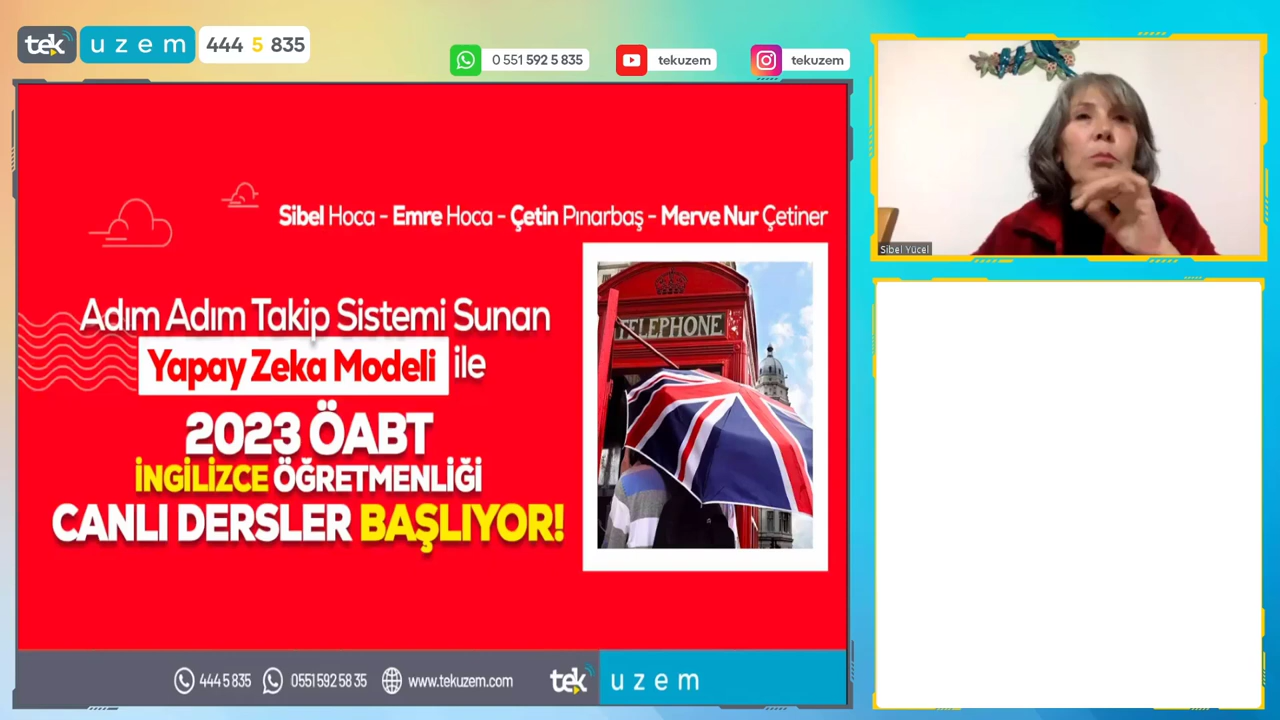 tek uzem 444 5 835
0 551 592 5 835
tekuzem
tekuzem
Sibel Hoca - Emre Hoca - Çetin Pınarbaş - Merve Nur Çetiner
TELEPHONE
Adım Adım Takip Sistemi Sunan
Yapay Zeka Modeli ile
2023 ÖABT
İNGİLİZCE ÖĞRETMENLİĞİ
CANLI DERSLER BAŞLIYOR!
444 5 835 0551 592 58 35 www.tekuzem.com tek uzem
Sibel Yücel